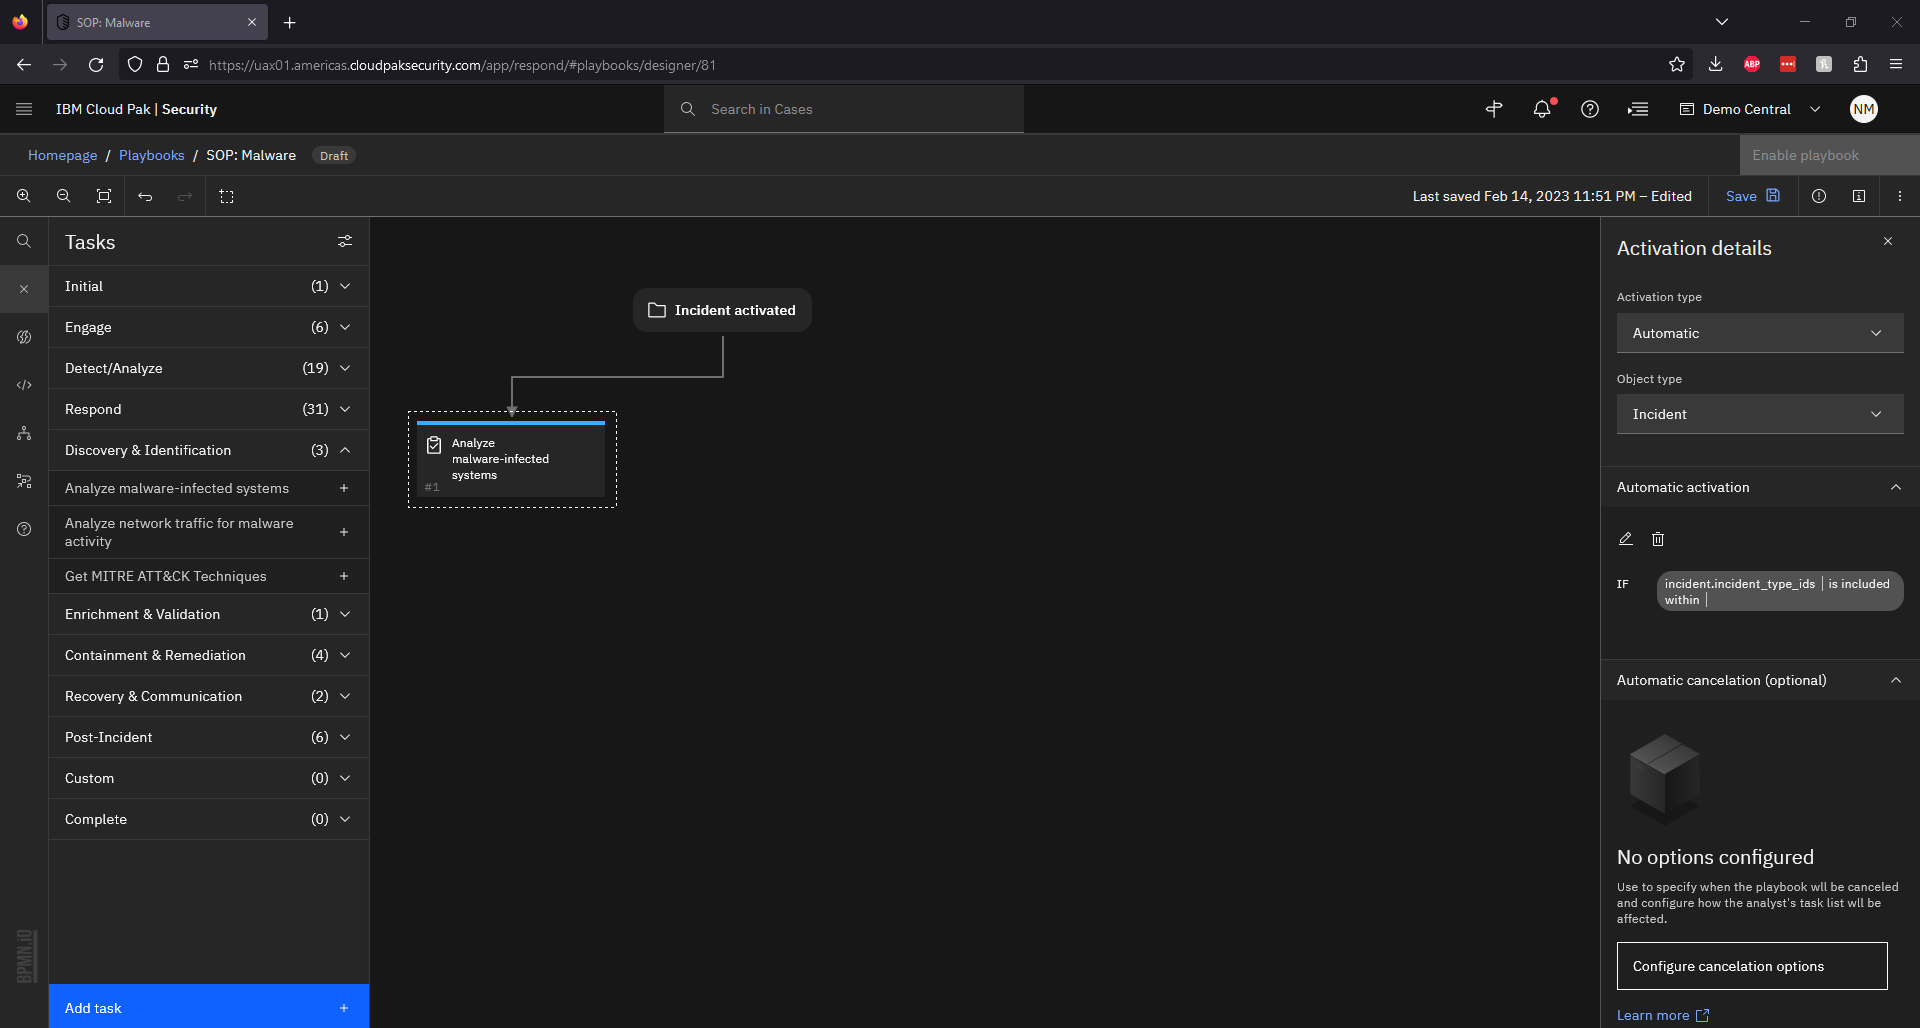 SOP: Malware
https://uax01.americas.cloudpaksecurity.com/app/respond/#playbooks/designer/81
ABP
IBM Cloud Pak | Security
Search in Cases
Demo Central
NM
Homepage / Playbooks / SOP: Malware Draft
Enable playbook
Last saved Feb 14, 2023 11:51 PM – Edited
Save
Tasks
Initial (1)
Engage (6)
Detect/Analyze (19)
Respond (31)
Discovery & Identification (3)
Analyze malware-infected systems
Analyze network traffic for malware
activity
Get MITRE ATT&CK Techniques
Enrichment & Validation (1)
Containment & Remediation (4)
Recovery & Communication (2)
Post-Incident (6)
Custom (0)
Complete (0)
Add task +
BPMN.iO
Incident activated
Analyze
malware-infected
systems
#1
Activation details
Activation type
Automatic
Object type
Incident
Automatic activation
IF
incident.incident_type_ids | is included
within |
Automatic cancelation (optional)
No options configured
Use to specify when the playbook wll be canceled
and configure how the analyst's task list wll be
affected.
Configure cancelation options
Learn more